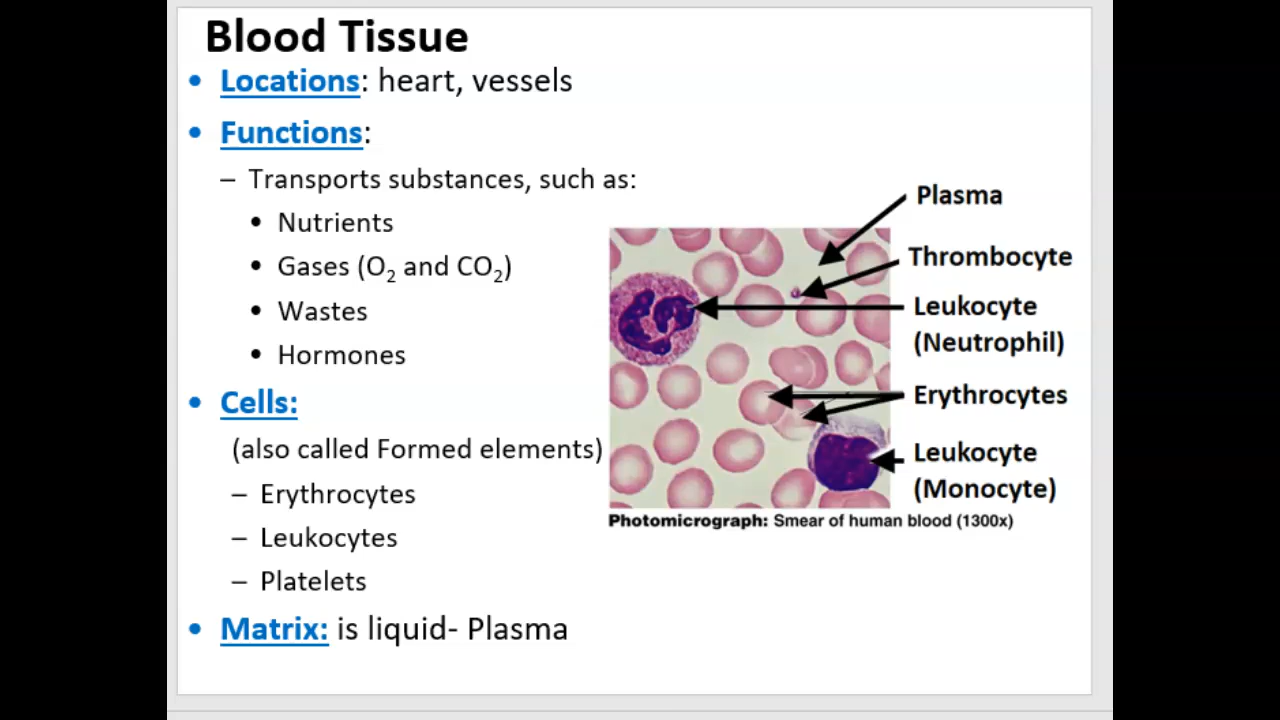 Blood Tissue
• Locations: heart, vessels
• Functions:
– Transports substances, such as:
• Nutrients
• Gases (O₂ and CO₂)
• Wastes
• Hormones
• Cells:
(also called Formed elements)
– Erythrocytes
– Leukocytes
– Platelets
• Matrix: is liquid- Plasma
Plasma
Thrombocyte
Leukocyte
(Neutrophil)
Erythrocytes
Leukocyte
(Monocyte)
Photomicrograph: Smear of human blood (1300x)